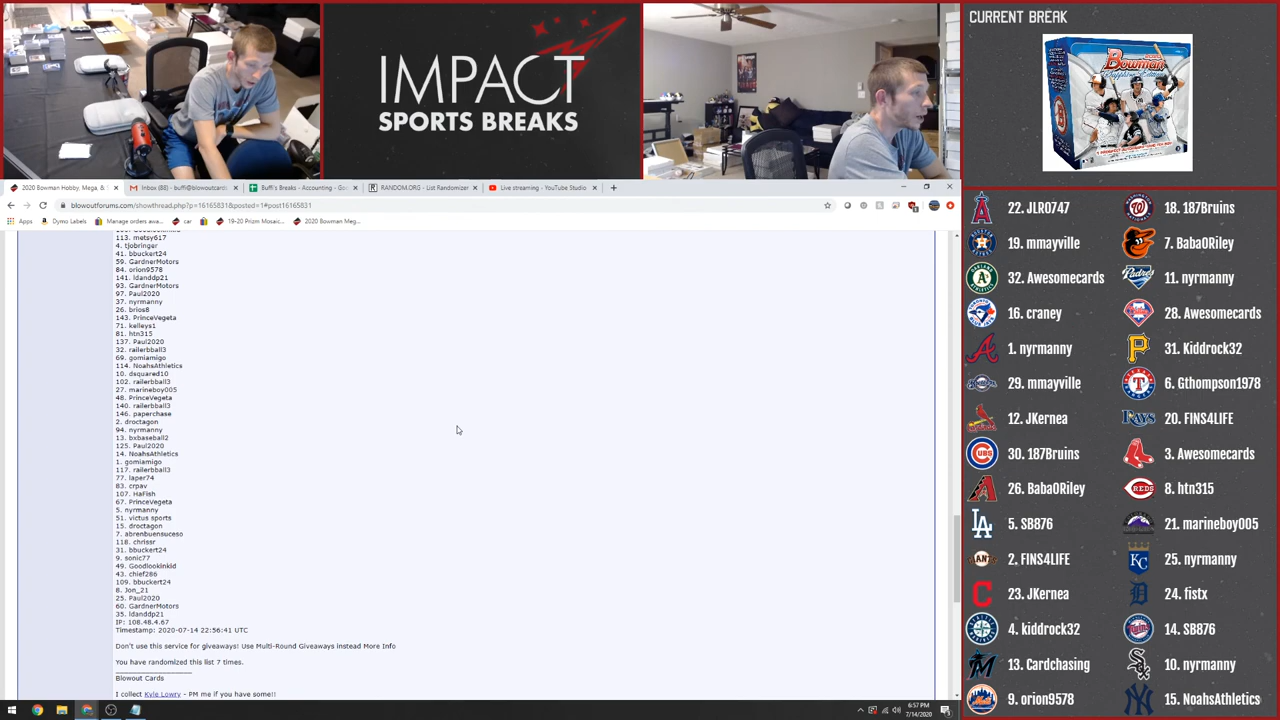 IMPACT
SPORTS BREAKS
CURRENT BREAK
2020
Bowman
Sapphire Edition
2020 Bowman Hobby, Mega, &
Inbox (88) - buffi@blowoutcard
Buffi's Breaks - Accounting - Go
RANDOM.ORG - List Randomizer
Live streaming - YouTube Studio
blowoutforums.com/showthread.php?p=16165831&posted=1#post16165831
Apps
Dymo Labels
Manage orders awa...
car
19-20 Prizm Mosaic...
2020 Bowman Meg...
113. metsy617
4. tjobringer
41. bbuckert24
59. GardnerMotors
84. orion9578
141. ldanddp21
93. GardnerMotors
97. Paul2020
37. nyrmanny
26. brios8
143. PrinceVegeta
71. kelleys1
81. htn315
137. Paul2020
32. railerbball3
69. gomiamigo
114. NoahsAthletics
10. dsquared10
102. railerbball3
27. marineboy005
48. PrinceVegeta
140. railerbball3
146. paperchase
2. droctagon
94. nyrmanny
13. bxbaseball2
125. Paul2020
14. NoahsAthletics
1. gomiamigo
117. railerbball3
77. laper74
83. crpav
107. HaFish
67. PrinceVegeta
5. nyrmanny
51. victus sports
15. droctagon
7. abrenbuensuceso
118. chrissr
31. bbuckert24
9. sonic77
49. Goodlookinkid
43. chief286
109. bbuckert24
8. Jon_21
25. Paul2020
60. GardnerMotors
35. ldanddp21
IP: 108.48.4.67
Timestamp: 2020-07-14 22:56:41 UTC
Don't use this service for giveaways! Use Multi-Round Giveaways instead More Info
You have randomized this list 7 times.
Blowout Cards
I collect Kyle Lowry - PM me if you have some!!
22. JLR0747
19. mmayville
32. Awesomecards
16. craney
1. nyrmanny
29. mmayville
12. JKernea
30. 187Bruins
26. BabaORiley
5. SB876
2. FINS4LIFE
23. JKernea
4. kiddrock32
13. Cardchasing
9. orion9578
18. 187Bruins
7. BabaORiley
11. nyrmanny
28. Awesomecards
31. Kiddrock32
6. Gthompson1978
20. FINS4LIFE
3. Awesomecards
8. htn315
21. marineboy005
25. nyrmanny
24. fistx
14. SB876
10. nyrmanny
15. NoahsAthletics
6:57 PM
7/14/2020